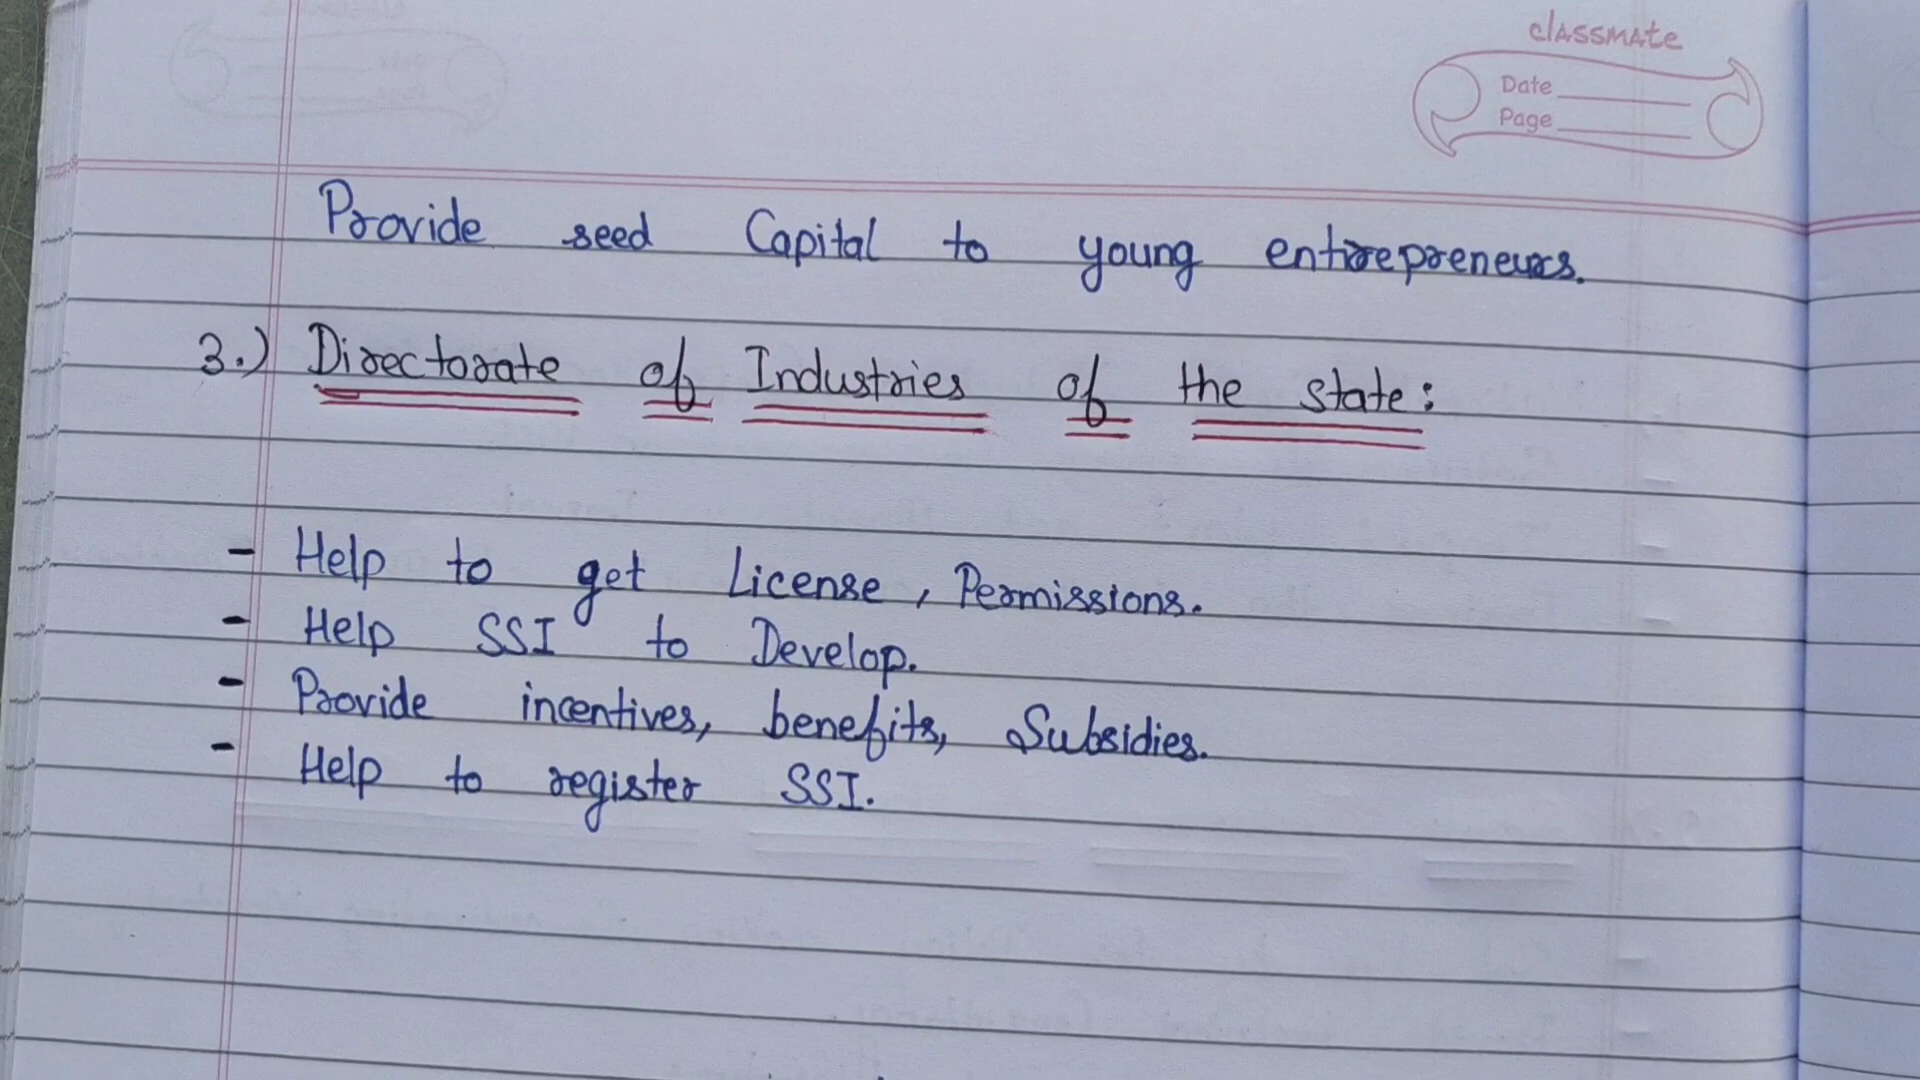 classmate
Date
Page
Provide seed Capital to young entrepreneurs.
3.) Directorate of Industries of the state:
- Help to get License, Permissions.
- Help SSI to Develop.
- Provide incentives, benefits, Subsidies.
- Help to register SSI.